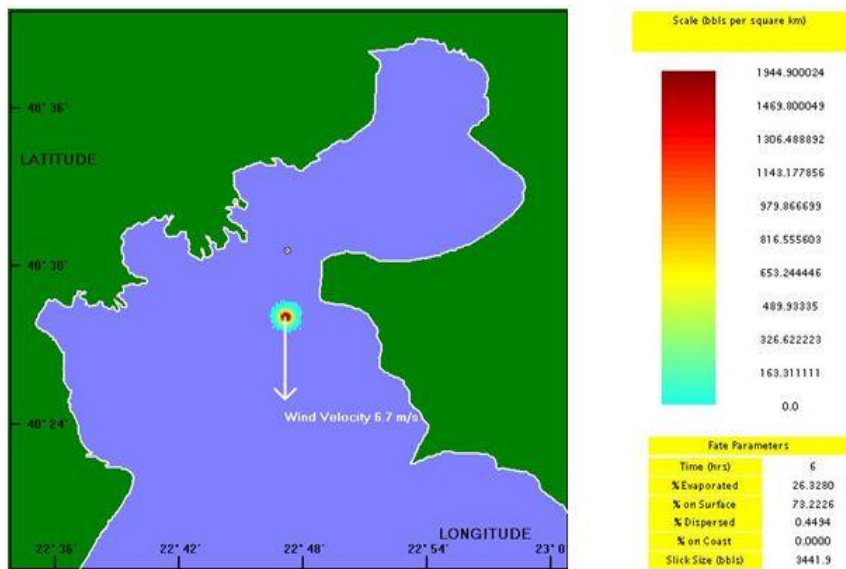 40° 36'
LATITUDE
40° 30'
40° 24'
Wind Velocity 6.7 m/s
LONGITUDE
22° 36' 22° 42' 22° 48' 22° 54' 23° 0
Scale (bbls per square km)
1944.900024
1469.800049
1306.488892
1143.177856
979.866699
816.555603
653.244446
489.93335
326.622223
163.311111
0.0
Fate Parameters
Time (hrs) 6
% Evaporated 26.3280
% on Surface 73.2226
% Dispersed 0.4494
% on Coast 0.0000
Slick Size (bbls) 3441.9